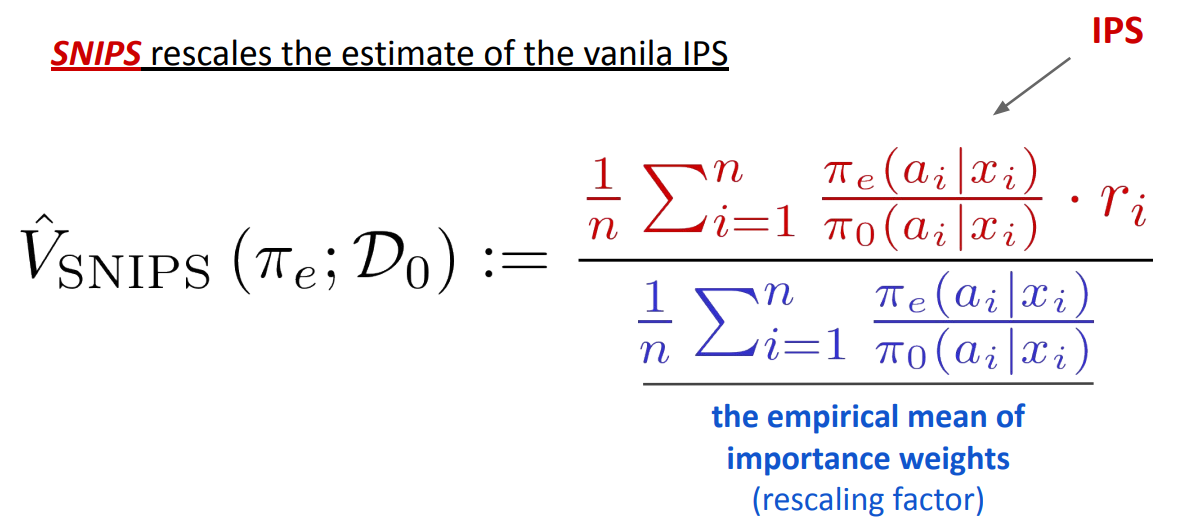 IPS
SNIPS rescales the estimate of the vanila IPS
$\hat{V}_{\text{SNIPS}}(\pi_e; \mathcal{D}_0) := \frac{\frac{1}{n} \sum_{i=1}^{n} \frac{\pi_e(a_i|x_i)}{\pi_0(a_i|x_i)} \cdot r_i}{\frac{1}{n} \sum_{i=1}^{n} \frac{\pi_e(a_i|x_i)}{\pi_0(a_i|x_i)}}$
the empirical mean of
importance weights
(rescaling factor)